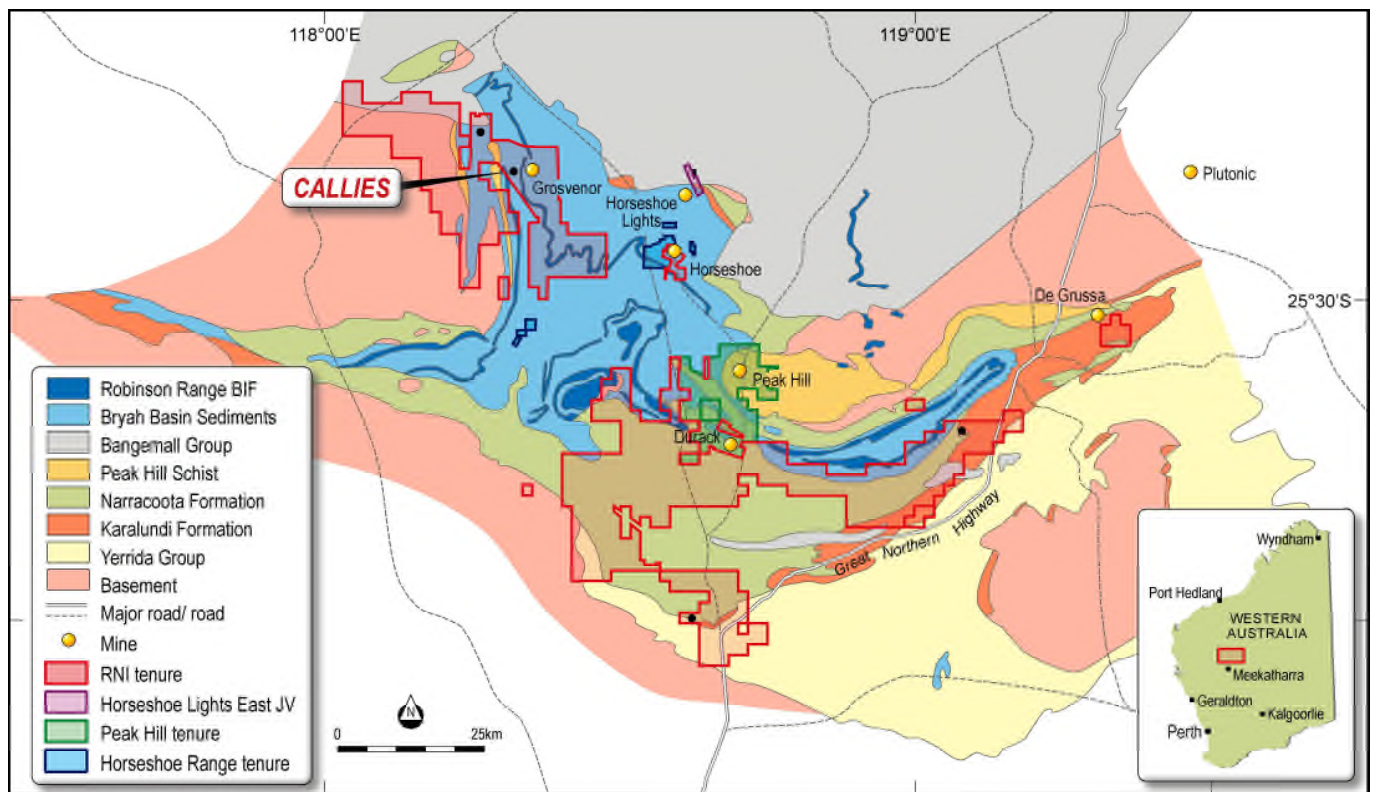 118°00'E
119°00'E
CALLIES
Grosvenor
Plutonic
Horseshoe
Lights
Horseshoe
De Grussa
25°30'S
Peak Hill
Durack
Great Northern Highway
Robinson Range BIF
Bryah Basin Sediments
Bangemall Group
Peak Hill Schist
Narracoota Formation
Karalundi Formation
Yerrida Group
Basement
Major road/ road
Mine
RNI tenure
Horseshoe Lights East JV
Peak Hill tenure
Horseshoe Range tenure
N
0
25km
Wyndham
Port Hedland
WESTERN
AUSTRALIA
Meekatharra
Geraldton
Kalgoorlie
Perth